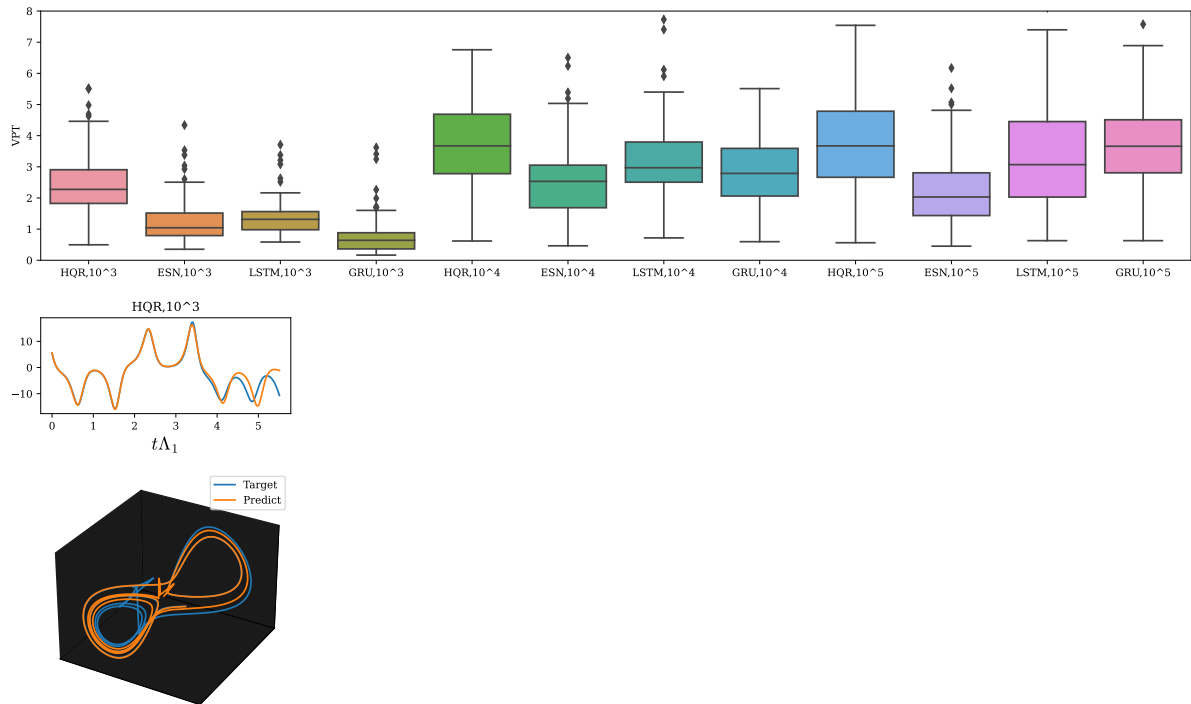 8
7
6
5
4
3
2
1
0
VPT
HQR,10^3 ESN,10^3 LSTM,10^3 GRU,10^3 HQR,10^4 ESN,10^4 LSTM,10^4 GRU,10^4 HQR,10^5 ESN,10^5 LSTM,10^5 GRU,10^5
HQR,10^3
10
0
−10
0 1 2 3 4 5
tΛ₁
Target
Predict